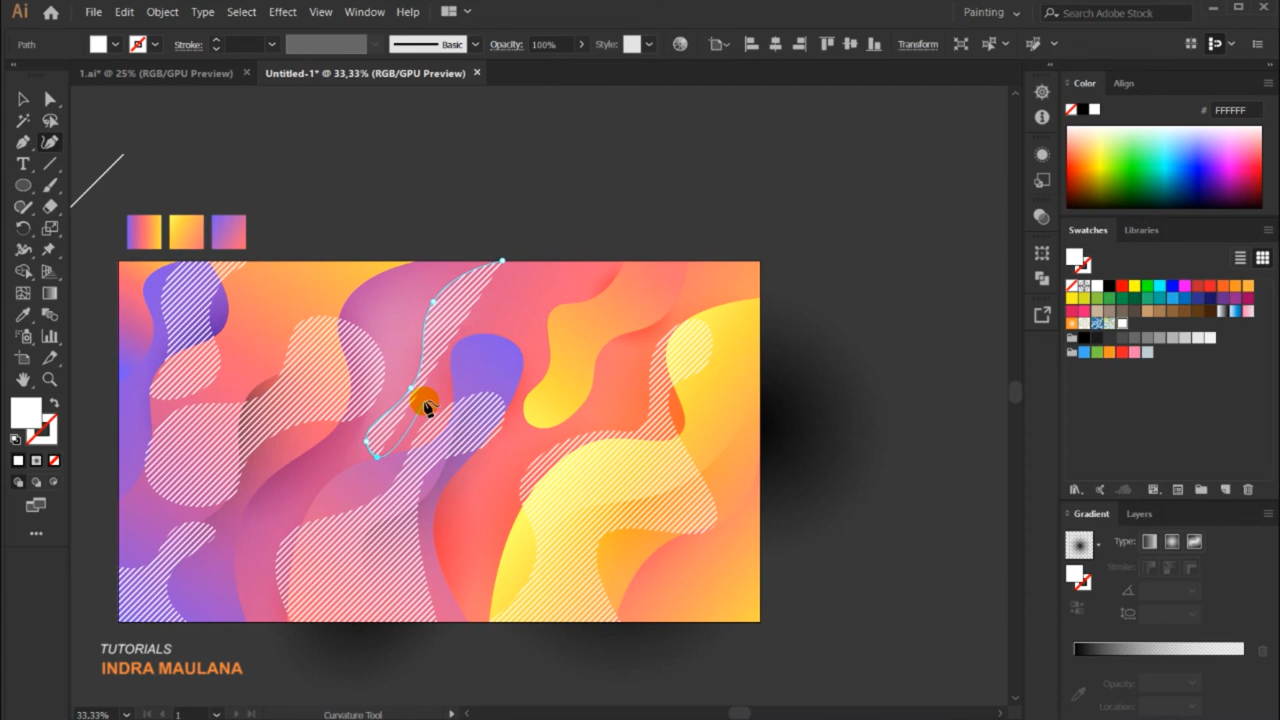 Ai File Edit Object Type Select Effect View Window Help Painting Search Adobe Stock
Path Stroke: Basic Opacity: 100% Style: Transform
1.ai* @ 25% (RGB/GPU Preview) × Untitled-1* @ 33,33% (RGB/GPU Preview) ×
Color Align
# FFFFFF
Swatches Libraries
Gradient Layers
Type:
Stroke:
Opacity:
Location:
TUTORIALS
INDRA MAULANA
33,33% 1 Curvature Tool